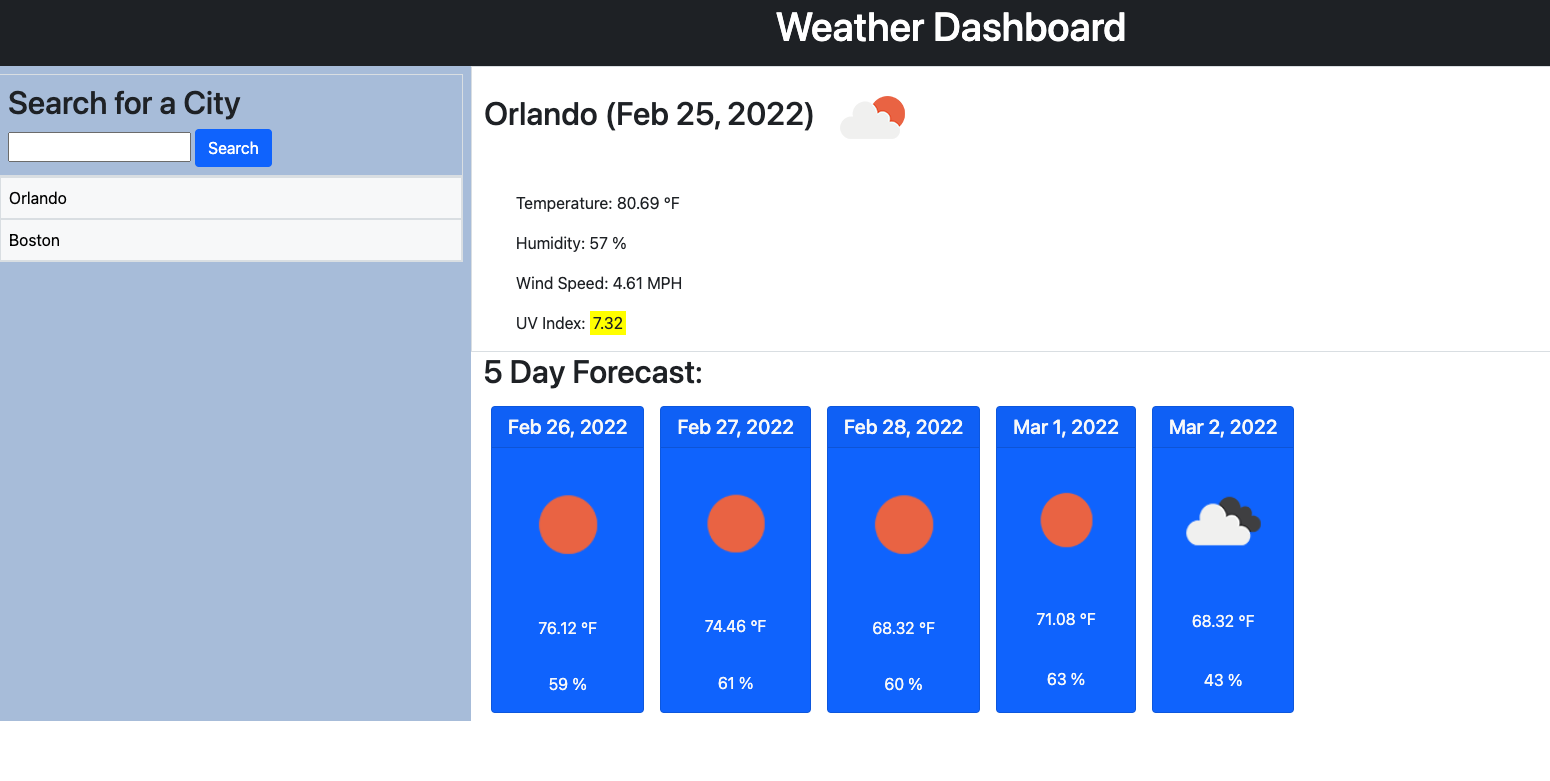 Weather Dashboard
Search for a City
Search
Orlando
Boston
Orlando (Feb 25, 2022)
Temperature: 80.69 °F
Humidity: 57 %
Wind Speed: 4.61 MPH
UV Index: 7.32
5 Day Forecast:
Feb 26, 2022
76.12 °F
59 %
Feb 27, 2022
74.46 °F
61 %
Feb 28, 2022
68.32 °F
60 %
Mar 1, 2022
71.08 °F
63 %
Mar 2, 2022
68.32 °F
43 %